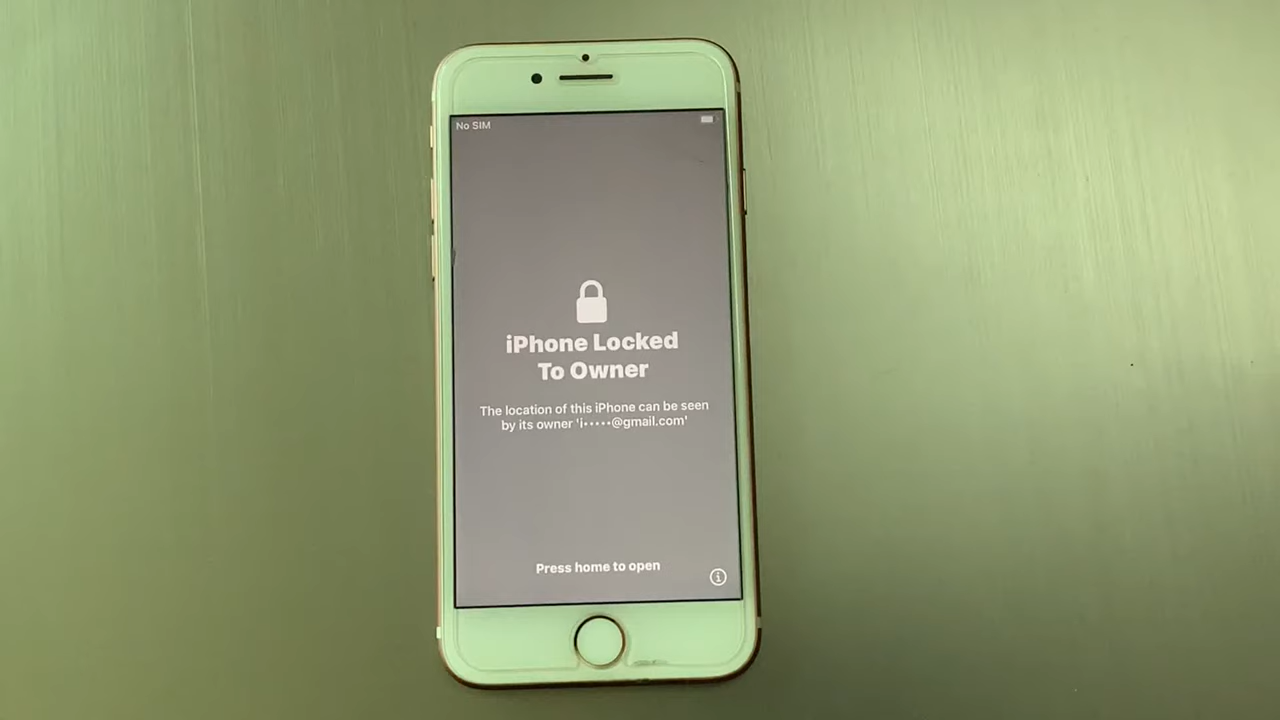 No SIM
iPhone Locked
To Owner
The location of this iPhone can be seen
by its owner 'i•••••@gmail.com'
Press home to open